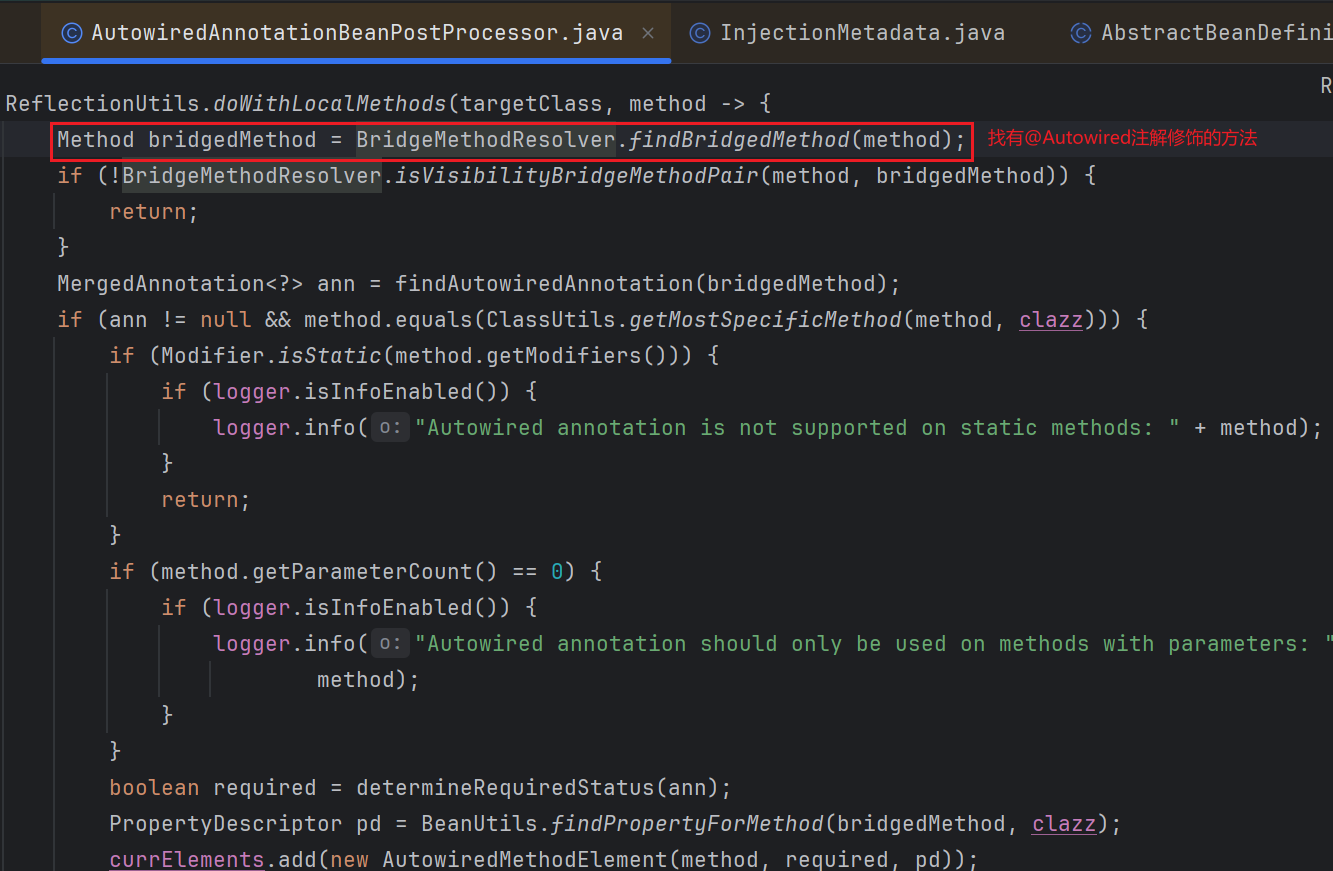 AutowiredAnnotationBeanPostProcessor.java × InjectionMetadata.java AbstractBeanDefini
R
ReflectionUtils.doWithLocalMethods(targetClass, method -> {
Method bridgedMethod = BridgeMethodResolver.findBridgedMethod(method); 找有@Autowired注解修饰的方法
if (!BridgeMethodResolver.isVisibilityBridgeMethodPair(method, bridgedMethod)) {
return;
}
MergedAnnotation<?> ann = findAutowiredAnnotation(bridgedMethod);
if (ann != null && method.equals(ClassUtils.getMostSpecificMethod(method, clazz))) {
if (Modifier.isStatic(method.getModifiers())) {
if (logger.isInfoEnabled()) {
logger.info( o: "Autowired annotation is not supported on static methods: " + method);
}
return;
}
if (method.getParameterCount() == 0) {
if (logger.isInfoEnabled()) {
logger.info( o: "Autowired annotation should only be used on methods with parameters: "
method);
}
}
boolean required = determineRequiredStatus(ann);
PropertyDescriptor pd = BeanUtils.findPropertyForMethod(bridgedMethod, clazz);
currElements.add(new AutowiredMethodElement(method, required, pd));